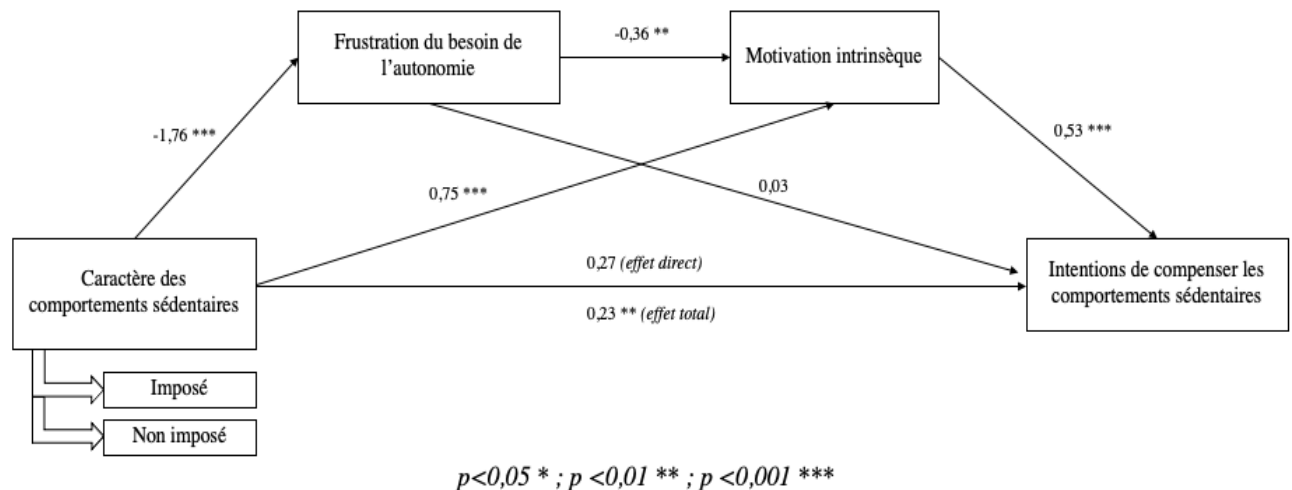 Frustration du besoin de
l’autonomie
-0,36 **
Motivation intrinsèque
-1,76 ***
0,53 ***
0,75 ***
0,03
Caractère des
comportements sédentaires
0,27 (effet direct)
0,23 ** (effet total)
Intentions de compenser les
comportements sédentaires
Imposé
Non imposé
p<0,05 * ; p <0,01 ** ; p <0,001 ***